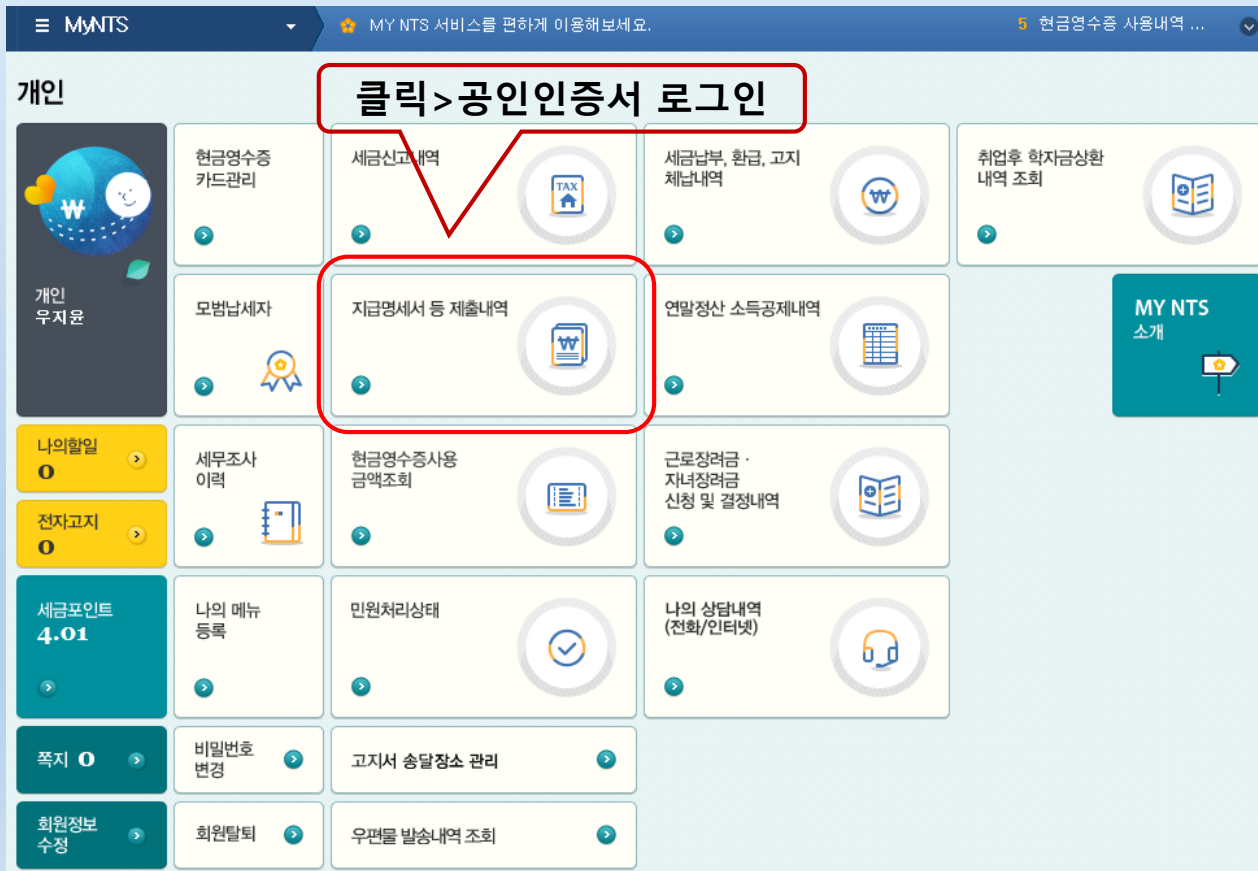 MyNTS
MY NTS 서비스를 편하게 이용해보세요.
5 현금영수증 사용내역 ...
개인
클릭>공인인증서 로그인
개인
우지윤
현금영수증
카드관리
세금신고내역
TAX
세금납부, 환급, 고지
체납내역
취업후 학자금상환
내역 조회
모범납세자
지급명세서 등 제출내역
연말정산 소득공제내역
MY NTS
소개
나의할일
0
전자고지
0
세무조사
이력
현금영수증사용
금액조회
근로장려금 ·
자녀장려금
신청 및 결정내역
세금포인트
4.01
나의 메뉴
등록
민원처리상태
나의 상담내역
(전화/인터넷)
쪽지 0
비밀번호
변경
고지서 송달장소 관리
회원정보
수정
회원탈퇴
우편물 발송내역 조회